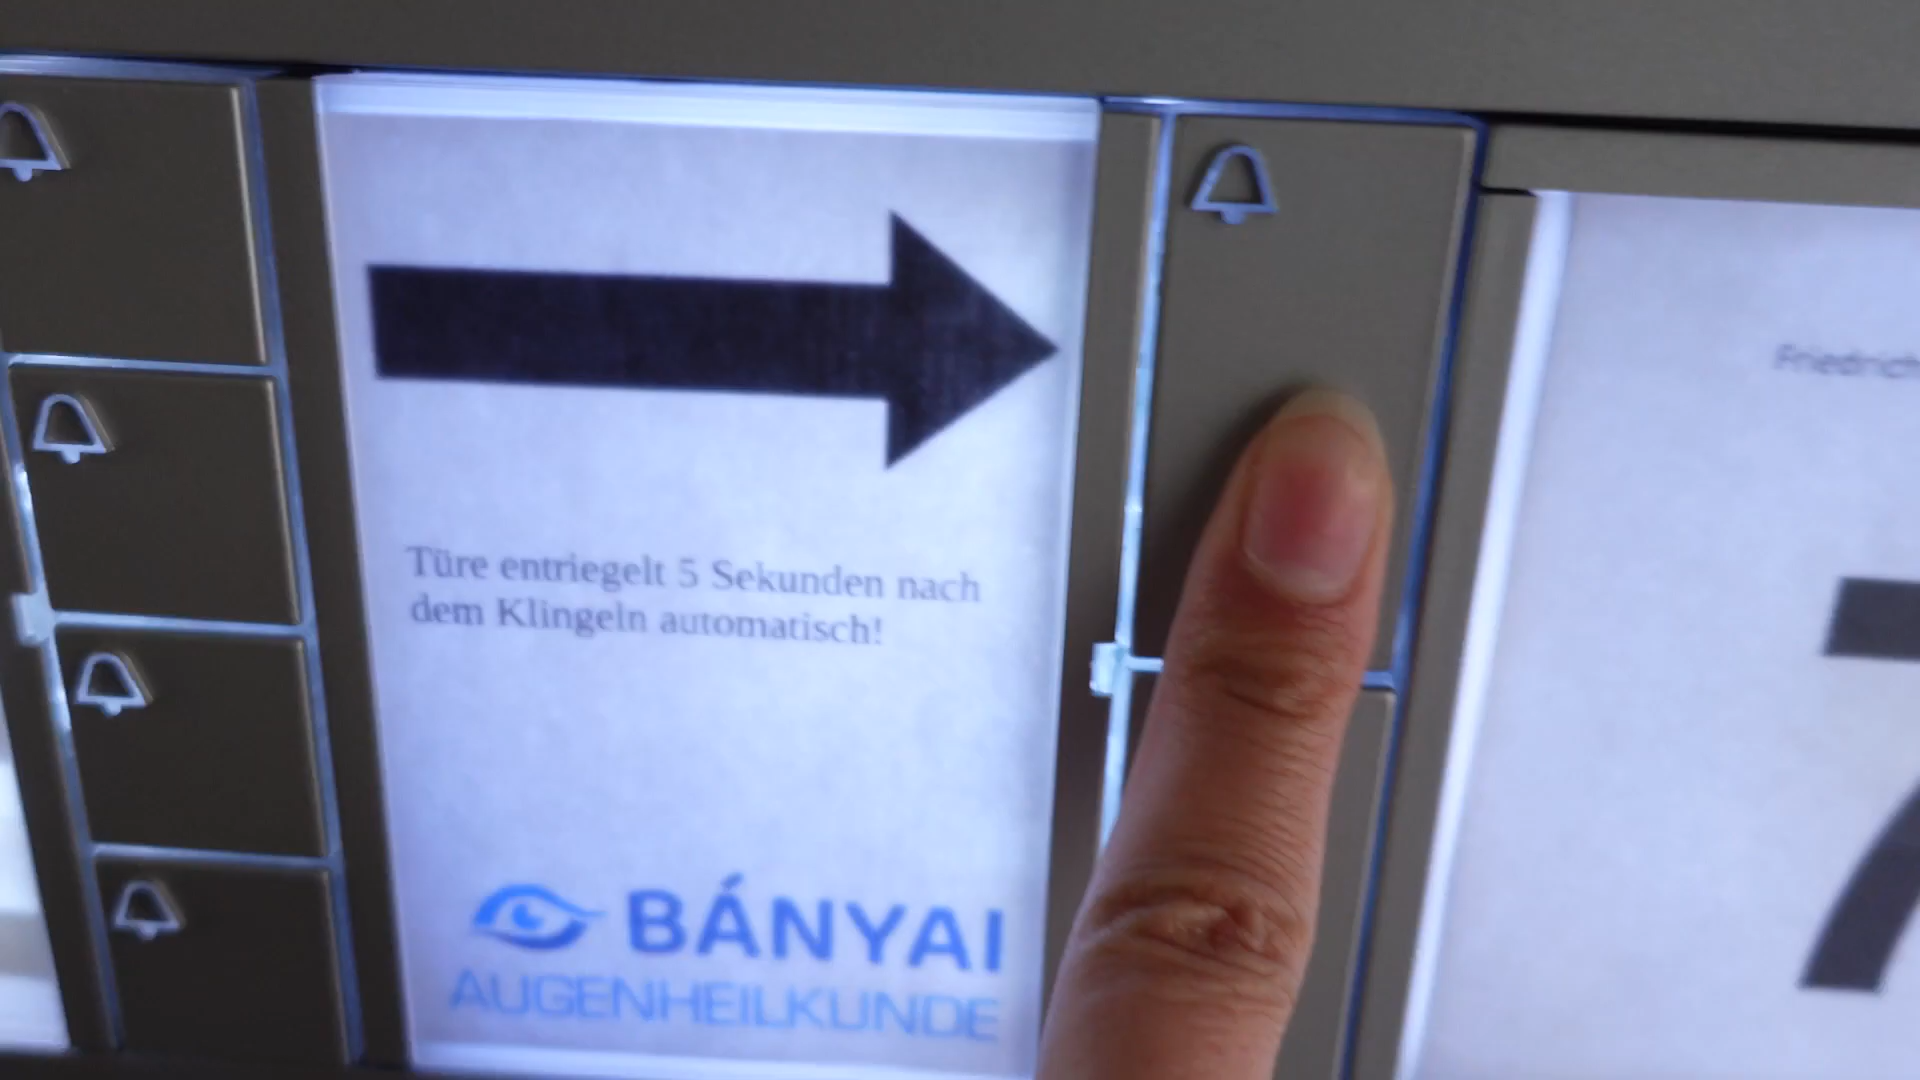 Türe entriegelt 5 Sekunden nach
dem Klingeln automatisch!
BÁNYAI
AUGENHEILKUNDE
Friedrich
7